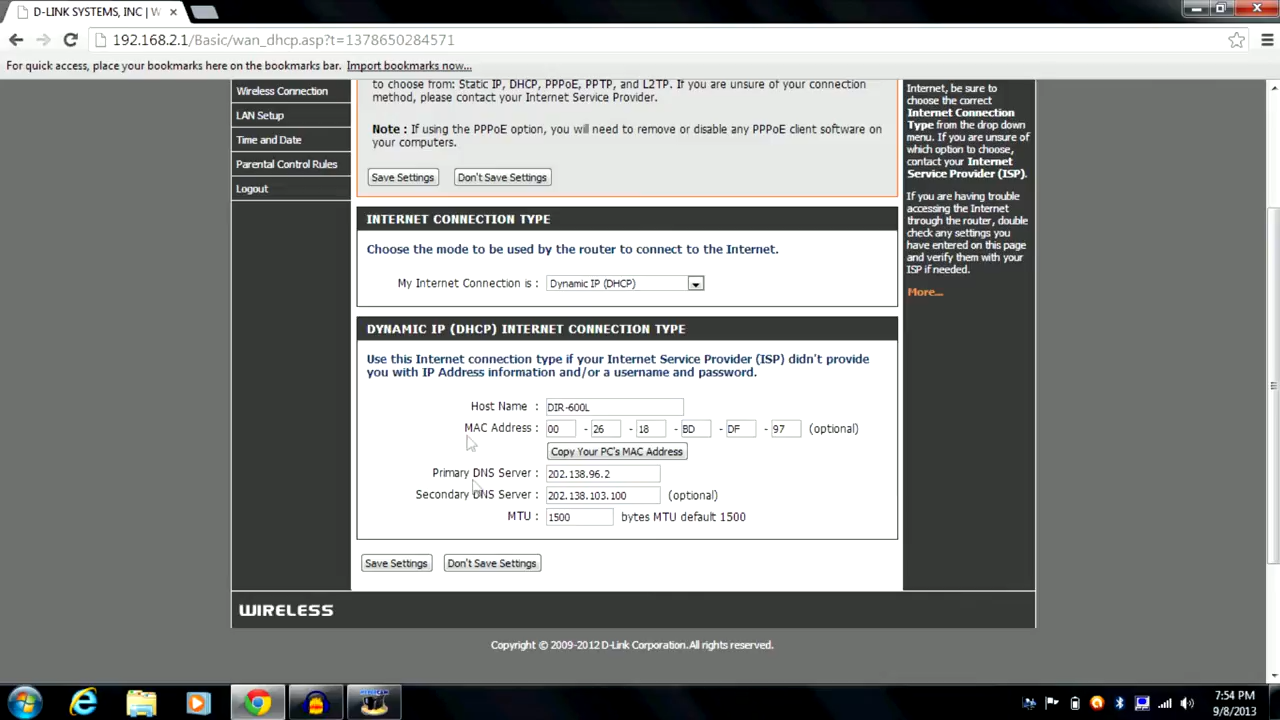 D-LINK SYSTEMS, INC | W
192.168.2.1/Basic/wan_dhcp.asp?t=1378650284571
For quick access, place your bookmarks here on the bookmarks bar. Import bookmarks now...
Wireless Connection
LAN Setup
Time and Date
Parental Control Rules
Logout
to choose from: Static IP, DHCP, PPPoE, PPTP, and L2TP. If you are unsure of your connection
method, please contact your Internet Service Provider.
Note : If using the PPPoE option, you will need to remove or disable any PPPoE client software on
your computers.
Save Settings Don't Save Settings
INTERNET CONNECTION TYPE
Choose the mode to be used by the router to connect to the Internet.
My Internet Connection is : Dynamic IP (DHCP)
DYNAMIC IP (DHCP) INTERNET CONNECTION TYPE
Use this Internet connection type if your Internet Service Provider (ISP) didn't provide
you with IP Address information and/or a username and password.
Host Name : DIR-600L
MAC Address : 00 - 26 - 18 - BD - DF - 97 (optional)
Copy Your PC's MAC Address
Primary DNS Server : 202.138.96.2
Secondary DNS Server : 202.138.103.100 (optional)
MTU : 1500 bytes MTU default 1500
Save Settings Don't Save Settings
Internet, be sure to
choose the correct
Internet Connection
Type from the drop down
menu. If you are unsure of
which option to choose,
contact your Internet
Service Provider (ISP).
If you are having trouble
accessing the Internet
through the router, double
check any settings you
have entered on this page
and verify them with your
ISP if needed.
More...
WIRELESS
Copyright © 2009-2012 D-Link Corporation.All rights reserved.
7:54 PM
9/8/2013